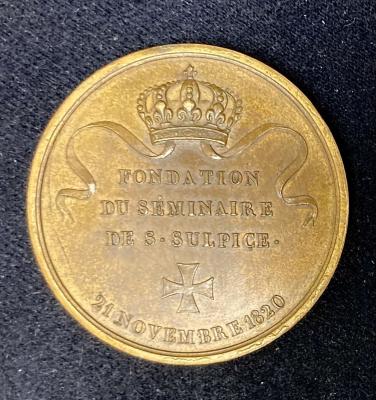 FONDATION
DU SÉMINAIRE
DE S. SULPICE.
21 NOVEMBRE 1820